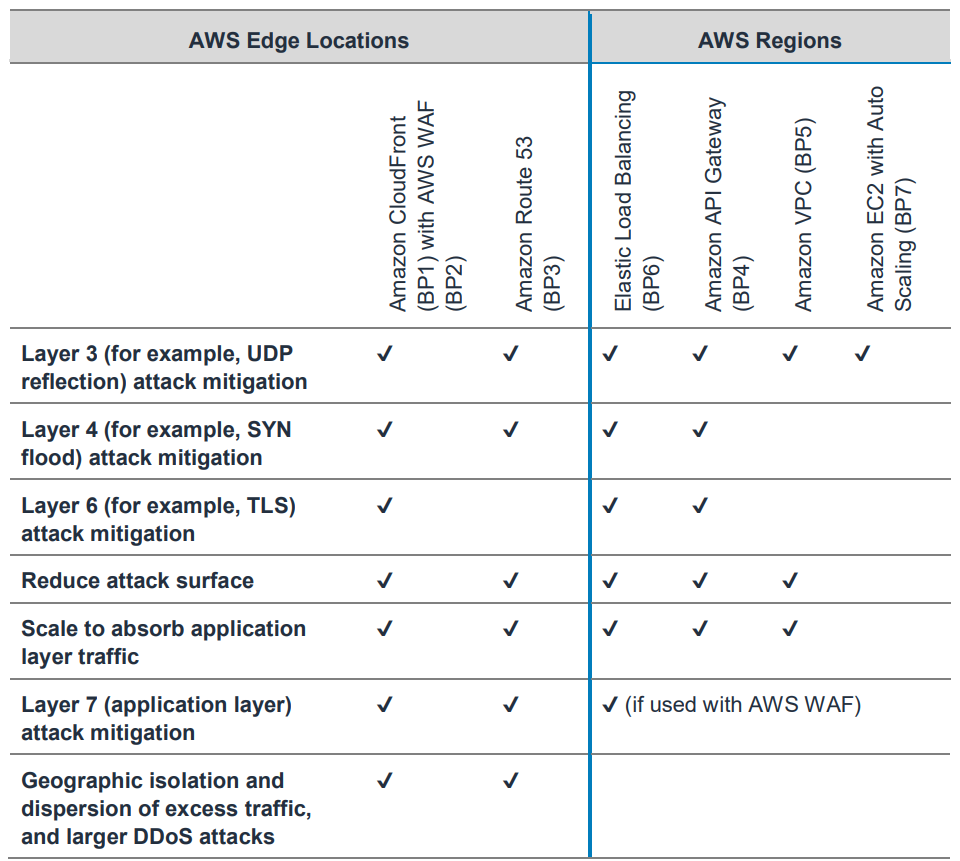 AWS Edge Locations
AWS Regions
Amazon CloudFront
(BP1) with AWS WAF
(BP2)
Amazon Route 53
(BP3)
Elastic Load Balancing
(BP6)
Amazon API Gateway
(BP4)
Amazon VPC (BP5)
Amazon EC2 with Auto
Scaling (BP7)
Layer 3 (for example, UDP
reflection) attack mitigation
✔ ✔ ✔ ✔ ✔ ✔
Layer 4 (for example, SYN
flood) attack mitigation
✔ ✔ ✔ ✔
Layer 6 (for example, TLS)
attack mitigation
✔ ✔ ✔
Reduce attack surface
✔ ✔ ✔ ✔ ✔
Scale to absorb application
layer traffic
✔ ✔ ✔ ✔ ✔
Layer 7 (application layer)
attack mitigation
✔ ✔ ✔ (if used with AWS WAF)
Geographic isolation and
dispersion of excess traffic,
and larger DDoS attacks
✔ ✔